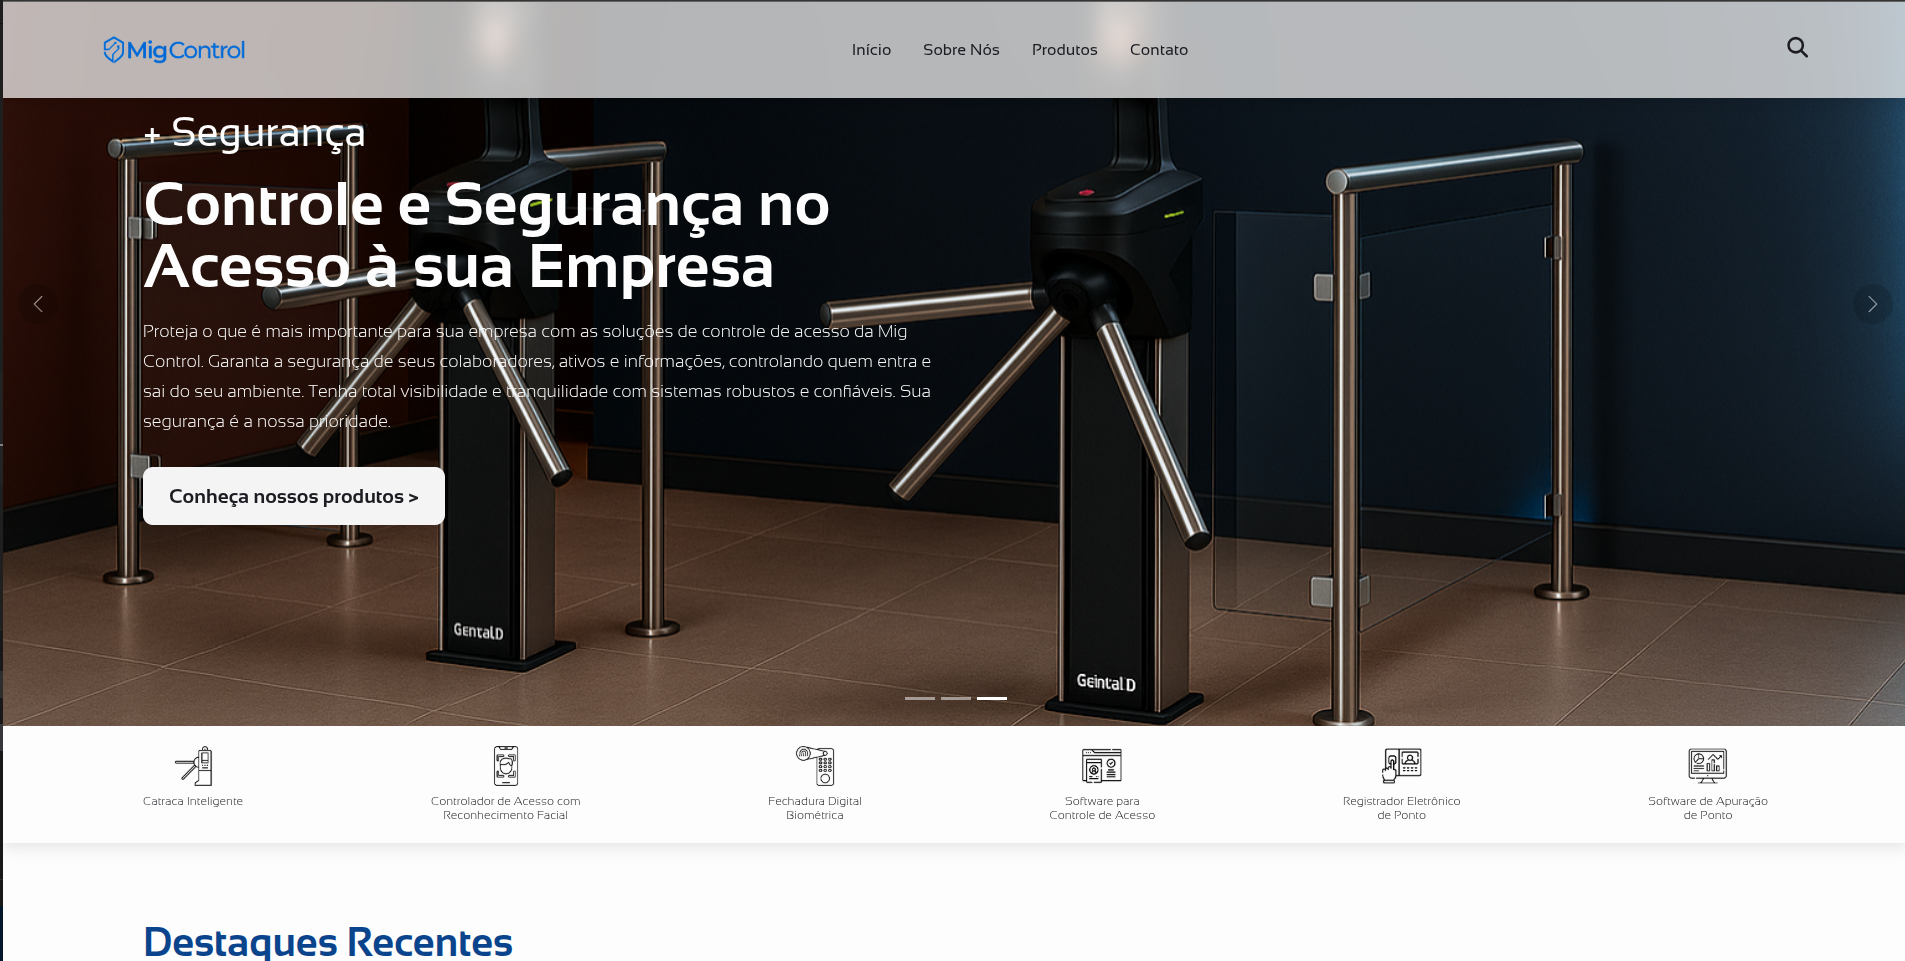 MigControl
Início
Sobre Nós
Produtos
Contato
+ Segurança
Controle e Segurança no
Acesso à sua Empresa
Proteja o que é mais importante para sua empresa com as soluções de controle de acesso da Mig
Control. Garanta a segurança de seus colaboradores, ativos e informações, controlando quem entra e
sai do seu ambiente. Tenha total visibilidade e tranquilidade com sistemas robustos e confiáveis. Sua
segurança é a nossa prioridade.
Conheça nossos produtos >
GentalD
Geintal D
Catraca Inteligente
Controlador de Acesso com
Reconhecimento Facial
Fechadura Digital
Biométrica
Software para
Controle de Acesso
Registrador Eletrônico
de Ponto
Software de Apuração
de Ponto
Destaques Recentes